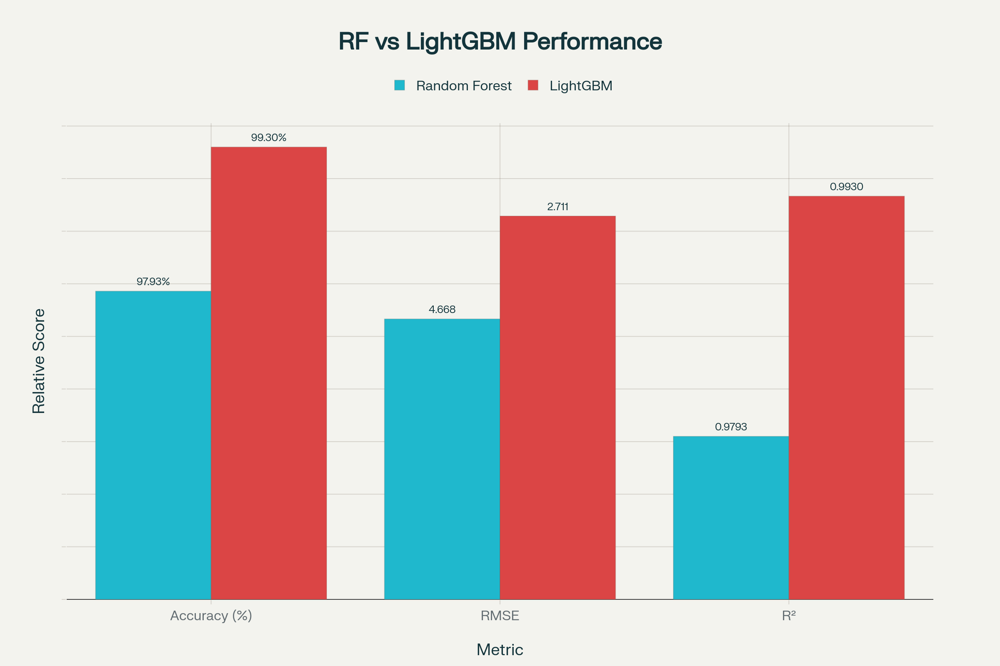 RF vs LightGBM Performance
Random Forest LightGBM
99.30%
0.9930
2.711
97.93%
4.668
0.9793
Relative Score
Accuracy (%) RMSE R²
Metric